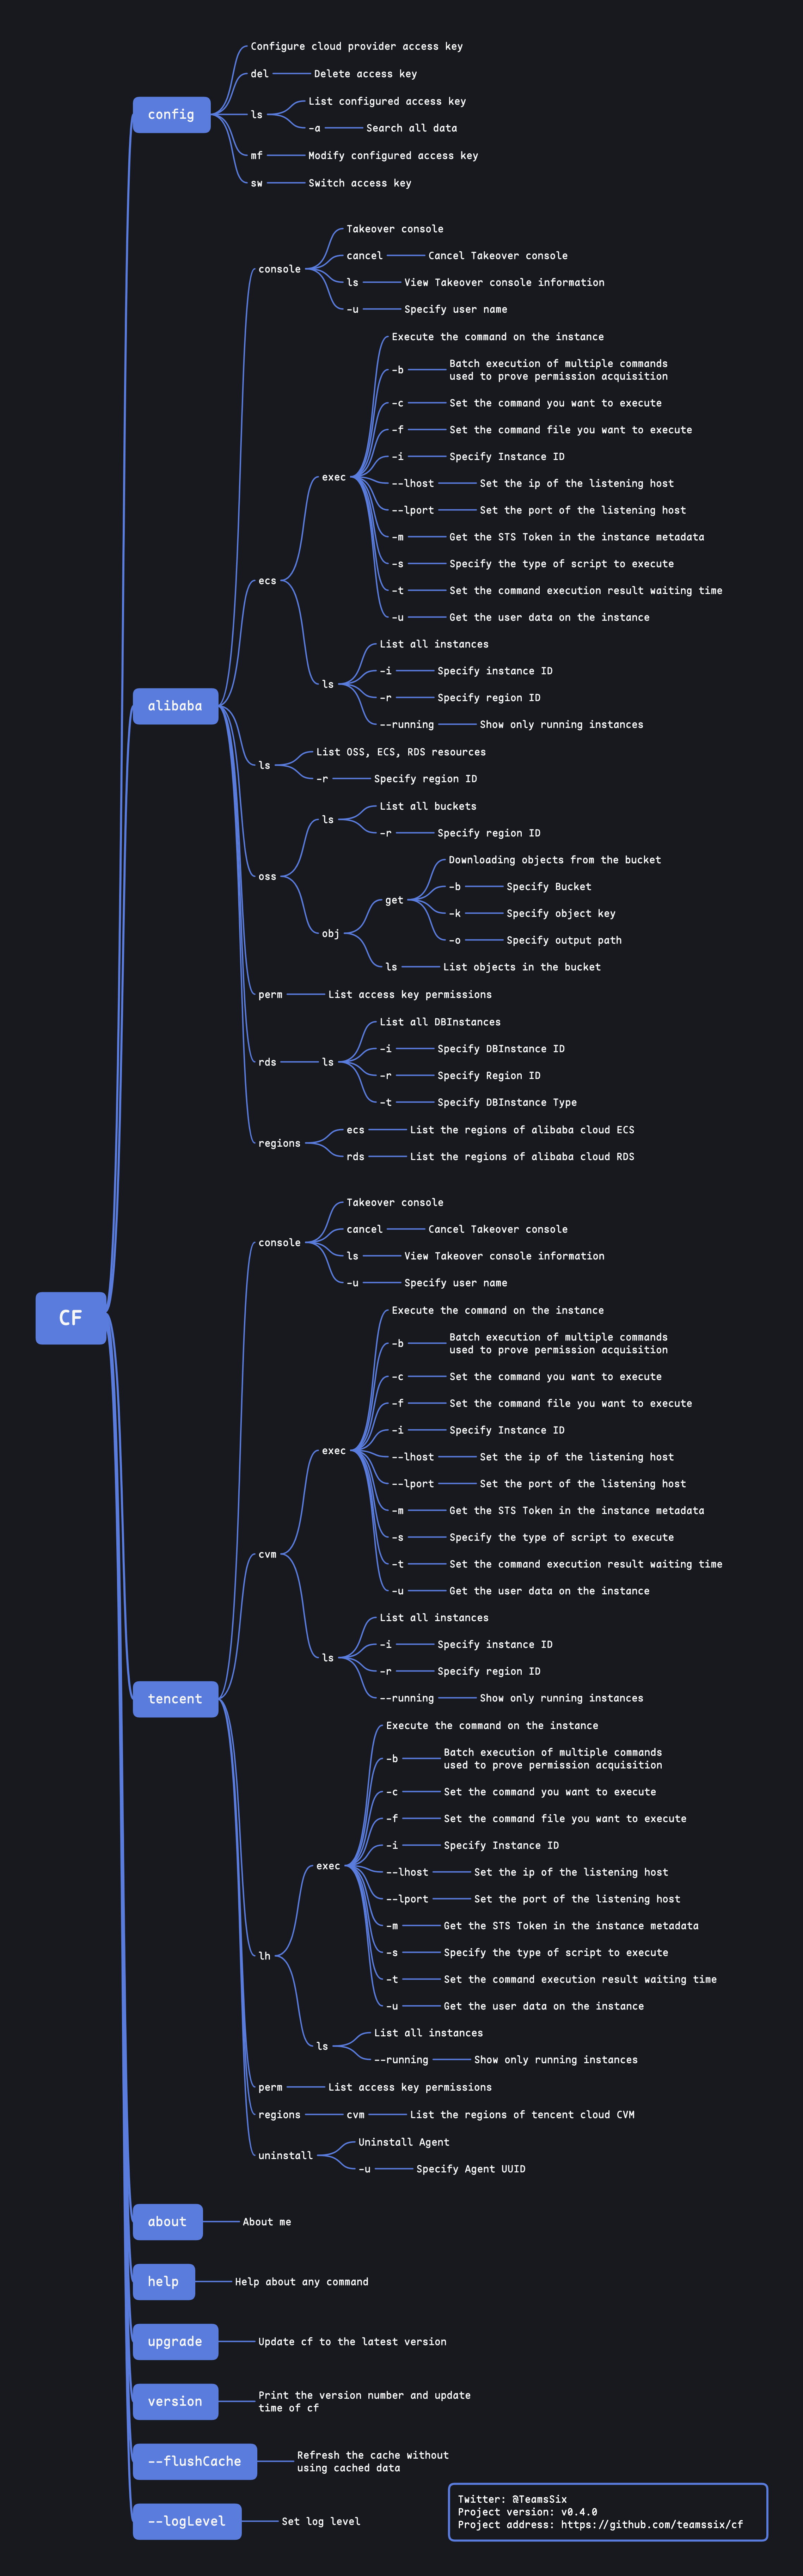 Configure cloud provider access key
del
Delete access key
config
ls
List configured access key
-a
Search all data
mf
Modify configured access key
sw
Switch access key
alibaba
console
Takeover console
cancel
Cancel Takeover console
ls
View Takeover console information
-u
Specify user name
ecs
exec
Execute the command on the instance
-b
Batch execution of multiple commands
used to prove permission acquisition
-c
Set the command you want to execute
-f
Set the command file you want to execute
-i
Specify Instance ID
--lhost
Set the ip of the listening host
--lport
Set the port of the listening host
-m
Get the STS Token in the instance metadata
-s
Specify the type of script to execute
-t
Set the command execution result waiting time
-u
Get the user data on the instance
ls
List all instances
-i
Specify instance ID
-r
Specify region ID
--running
Show only running instances
ls
List OSS, ECS, RDS resources
-r
Specify region ID
oss
ls
List all buckets
-r
Specify region ID
obj
get
Downloading objects from the bucket
-b
Specify Bucket
-k
Specify object key
-o
Specify output path
ls
List objects in the bucket
perm
List access key permissions
rds
ls
List all DBInstances
-i
Specify DBInstance ID
-r
Specify Region ID
-t
Specify DBInstance Type
regions
ecs
List the regions of alibaba cloud ECS
rds
List the regions of alibaba cloud RDS
CF
tencent
console
Takeover console
cancel
Cancel Takeover console
ls
View Takeover console information
-u
Specify user name
cvm
exec
Execute the command on the instance
-b
Batch execution of multiple commands
used to prove permission acquisition
-c
Set the command you want to execute
-f
Set the command file you want to execute
-i
Specify Instance ID
--lhost
Set the ip of the listening host
--lport
Set the port of the listening host
-m
Get the STS Token in the instance metadata
-s
Specify the type of script to execute
-t
Set the command execution result waiting time
-u
Get the user data on the instance
ls
List all instances
-i
Specify instance ID
-r
Specify region ID
--running
Show only running instances
lh
exec
Execute the command on the instance
-b
Batch execution of multiple commands
used to prove permission acquisition
-c
Set the command you want to execute
-f
Set the command file you want to execute
-i
Specify Instance ID
--lhost
Set the ip of the listening host
--lport
Set the port of the listening host
-m
Get the STS Token in the instance metadata
-s
Specify the type of script to execute
-t
Set the command execution result waiting time
-u
Get the user data on the instance
ls
List all instances
--running
Show only running instances
perm
List access key permissions
regions
cvm
List the regions of tencent cloud CVM
uninstall
Uninstall Agent
-u
Specify Agent UUID
about
About me
help
Help about any command
upgrade
Update cf to the latest version
version
Print the version number and update
time of cf
--flushCache
Refresh the cache without
using cached data
--logLevel
Set log level
Twitter: @TeamsSix
Project version: v0.4.0
Project address: https://github.com/teamssix/cf